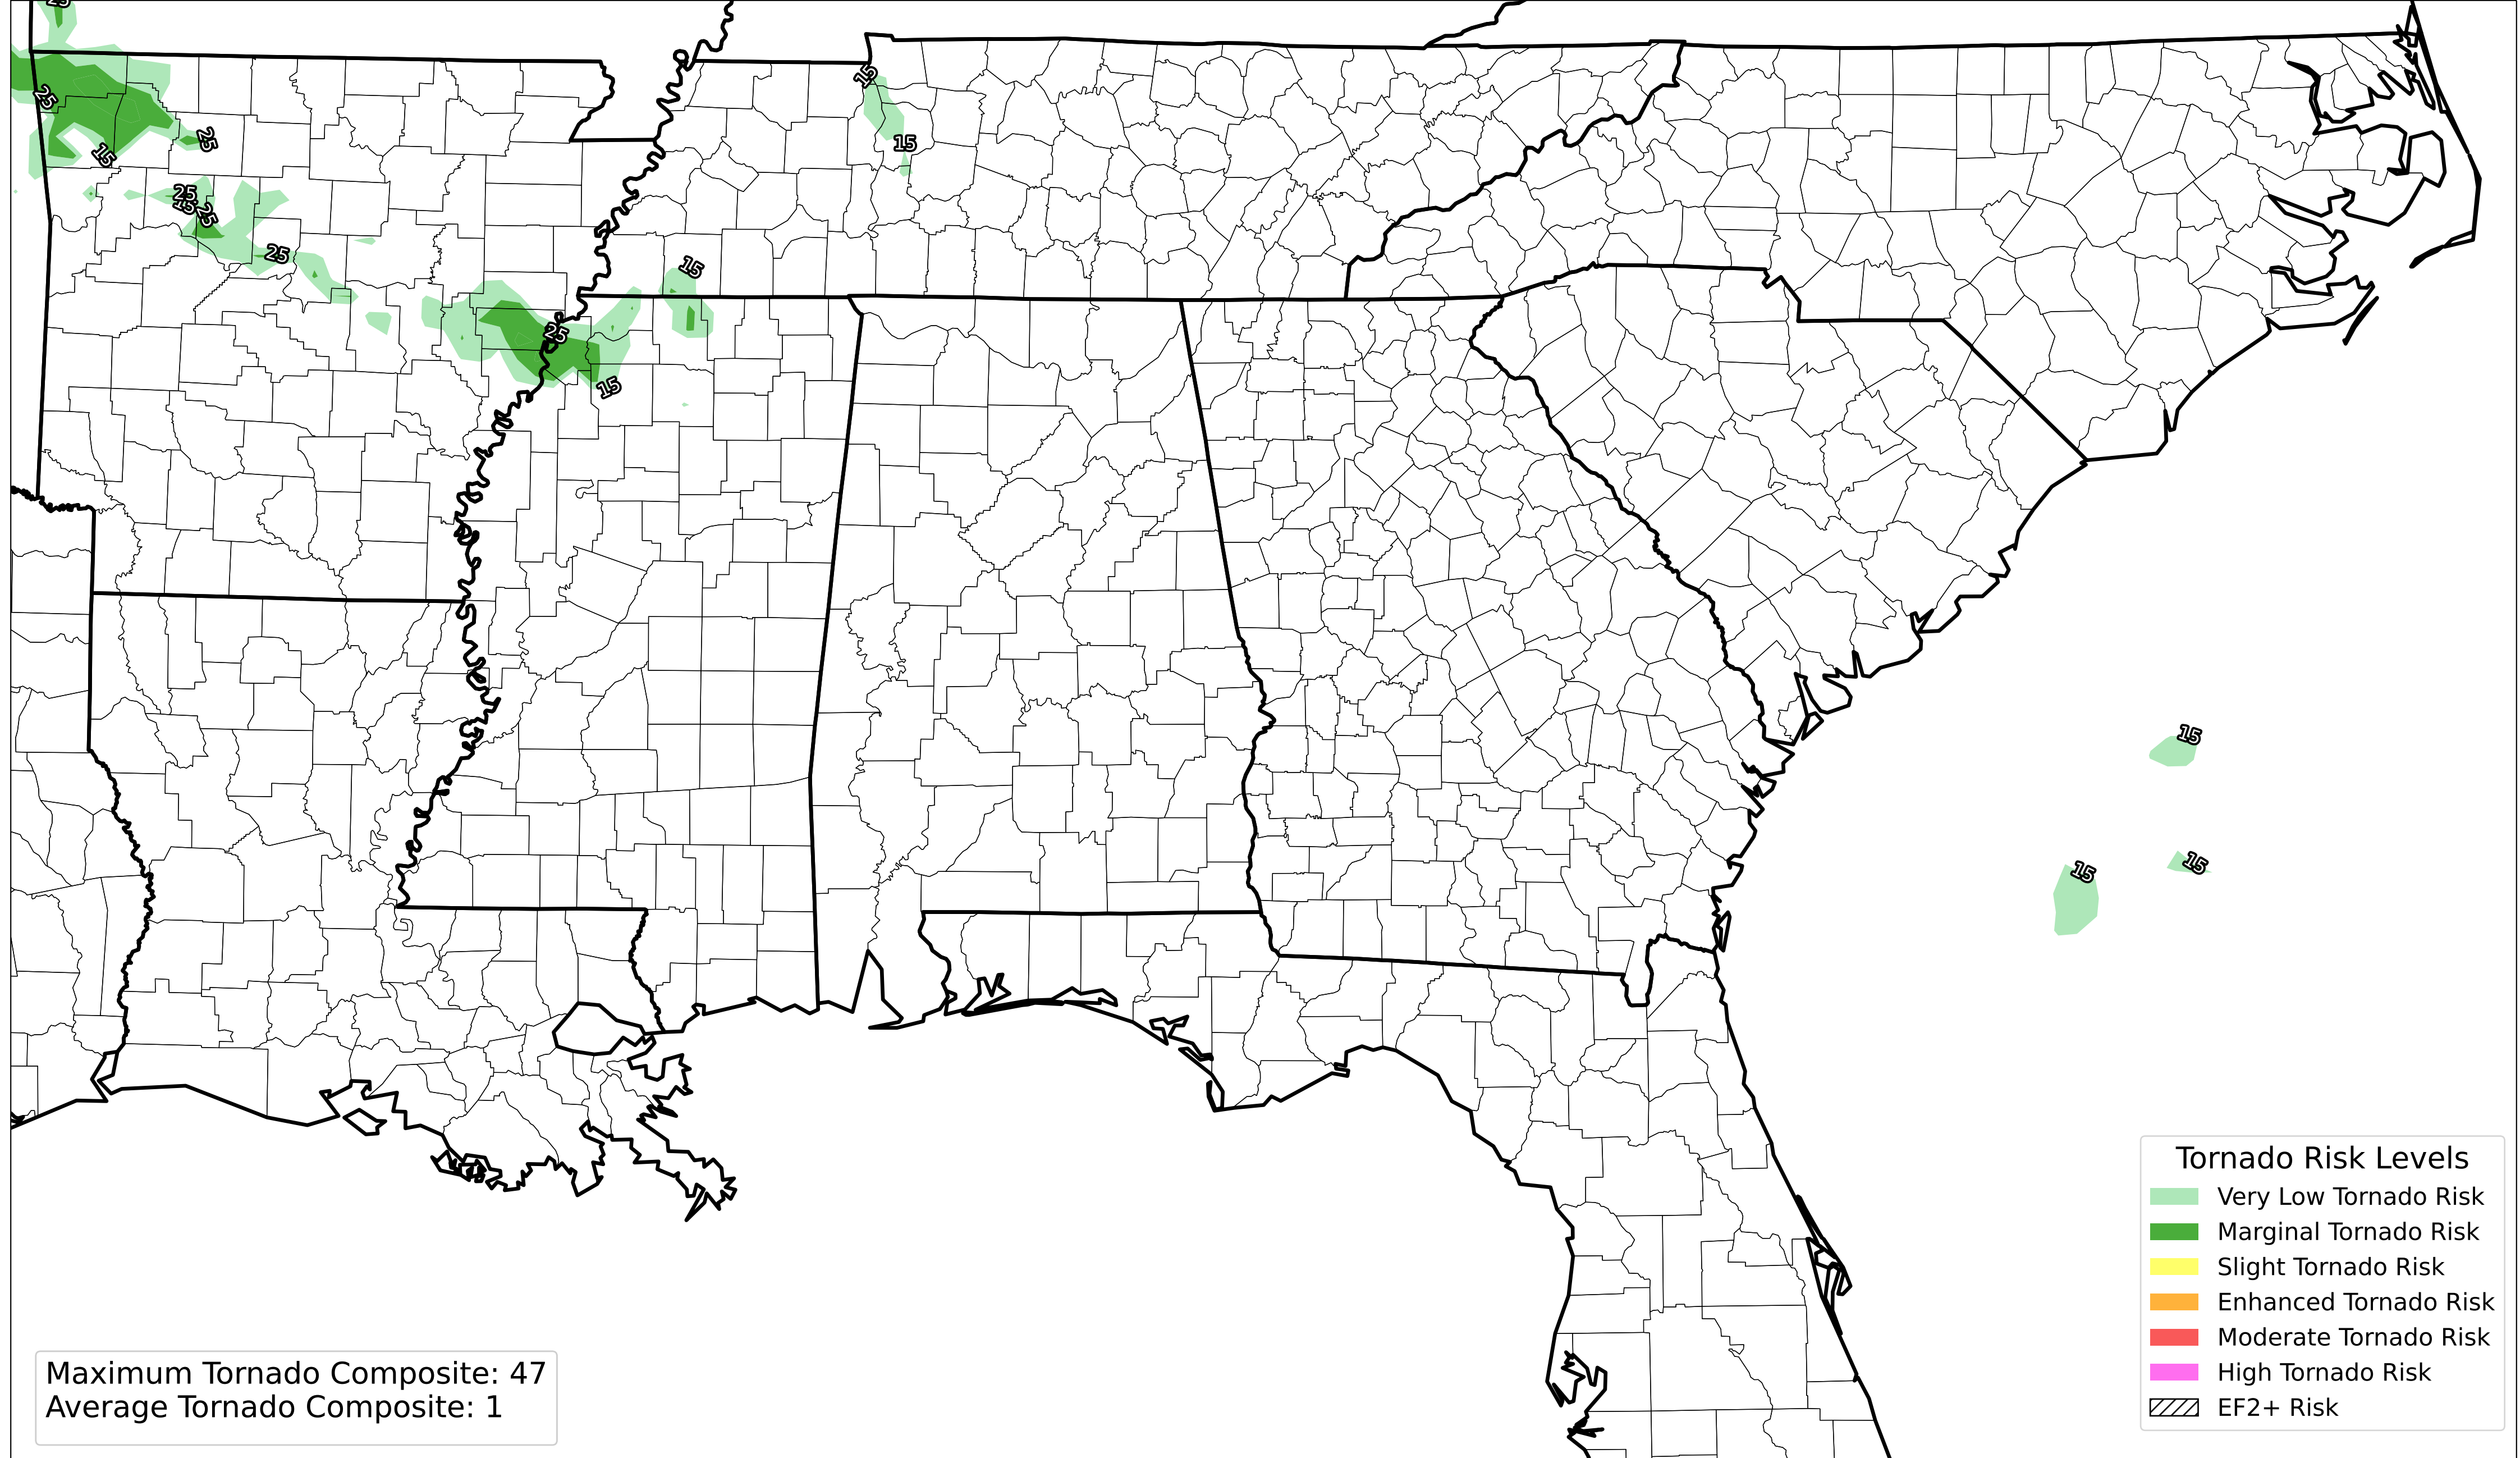 25
15
25
25
15
15
25
15
25
25
15
25
15
15
15
15
Tornado Risk Levels
Very Low Tornado Risk
Marginal Tornado Risk
Slight Tornado Risk
Enhanced Tornado Risk
Moderate Tornado Risk
High Tornado Risk
EF2+ Risk
Maximum Tornado Composite: 47
Average Tornado Composite: 1